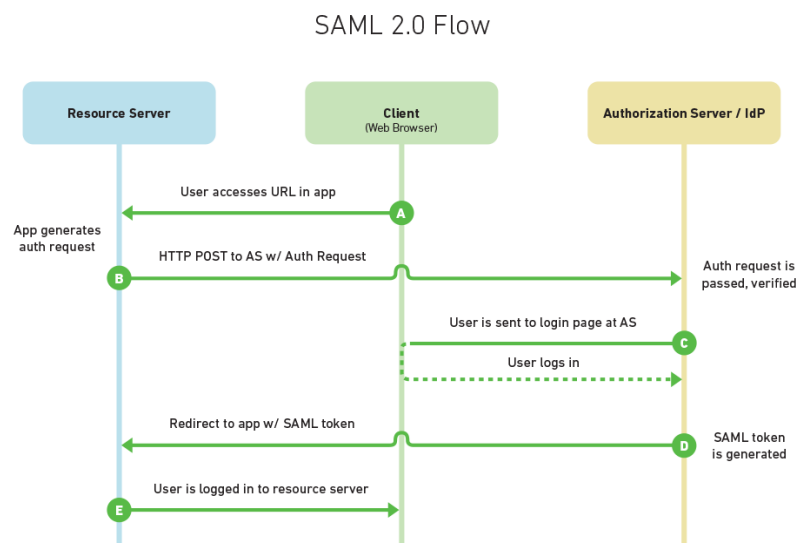 SAML 2.0 Flow
Resource Server
Client
(Web Browser)
Authorization Server / IdP
User accesses URL in app
A
App generates
auth request
HTTP POST to AS w/ Auth Request
B
Auth request is
passed, verified
User is sent to login page at AS
C
User logs in
Redirect to app w/ SAML token
D
SAML token
is generated
User is logged in to resource server
E